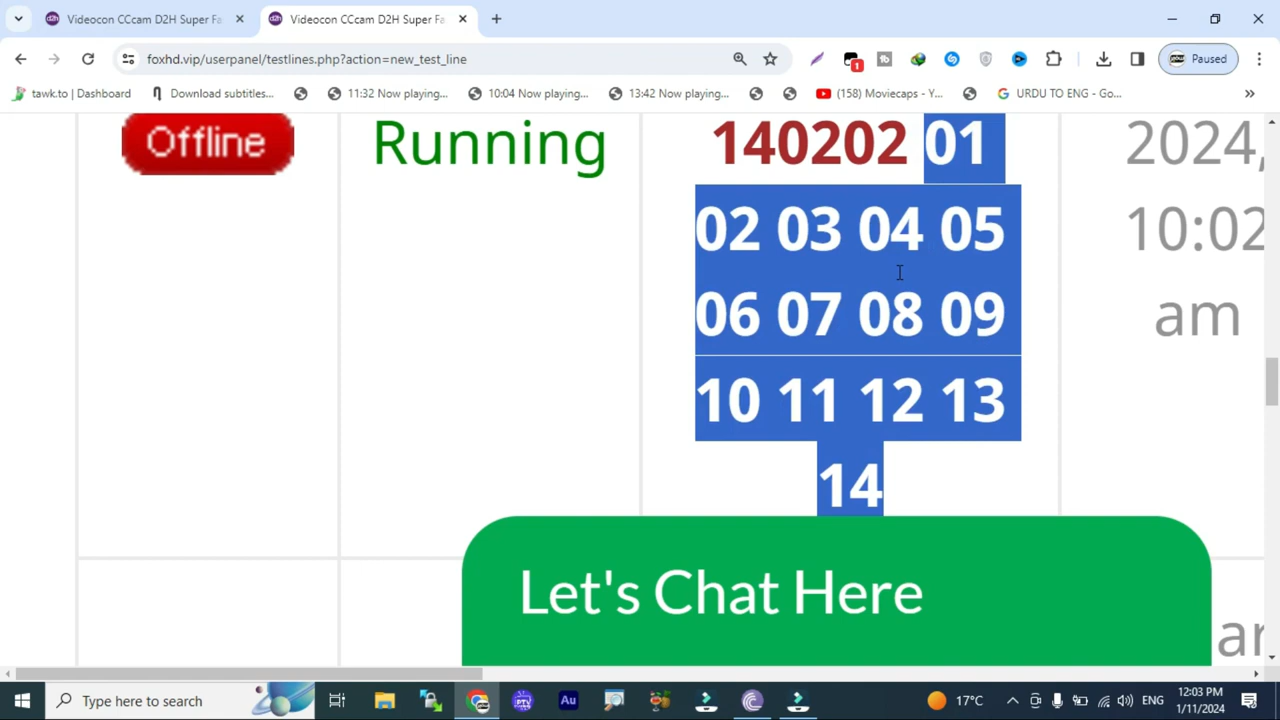 Videocon CCcam D2H Super Fa
Videocon CCcam D2H Super Fa
foxhd.vip/userpanel/testlines.php?action=new_test_line
1
Paused
tawk.to | Dashboard
Download subtitles...
11:32 Now playing...
10:04 Now playing...
13:42 Now playing...
(158) Moviecaps - Y...
URDU TO ENG - Go...
Offline
Running
140202 01
02 03 04 05
06 07 08 09
10 11 12 13
14
2024,
10:02
am
Let's Chat Here
Type here to search
Au
17°C
ENG
12:03 PM
1/11/2024